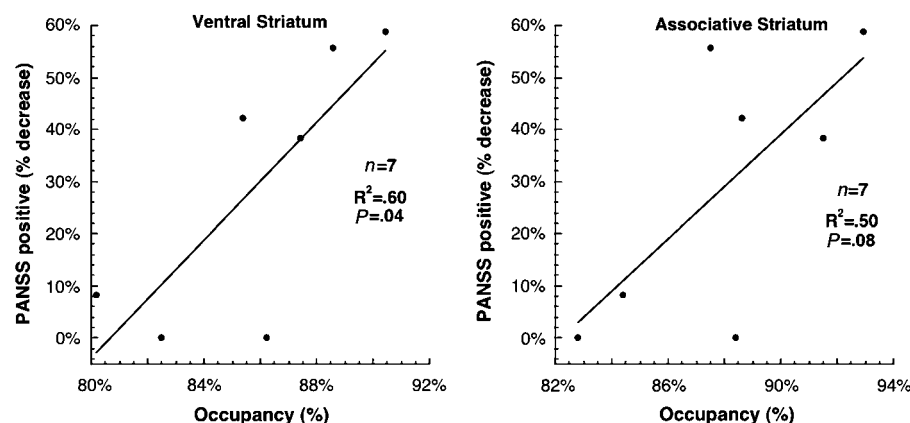 Ventral Striatum
PANSS positive (% decrease)
60%
50%
40%
30%
20%
10%
0%
n=7
R²=.60
P=.04
80%
84%
88%
92%
Occupancy (%)
Associative Striatum
PANSS positive (% decrease)
60%
50%
40%
30%
20%
10%
0%
n=7
R²=.50
P=.08
82%
86%
90%
94%
Occupancy (%)